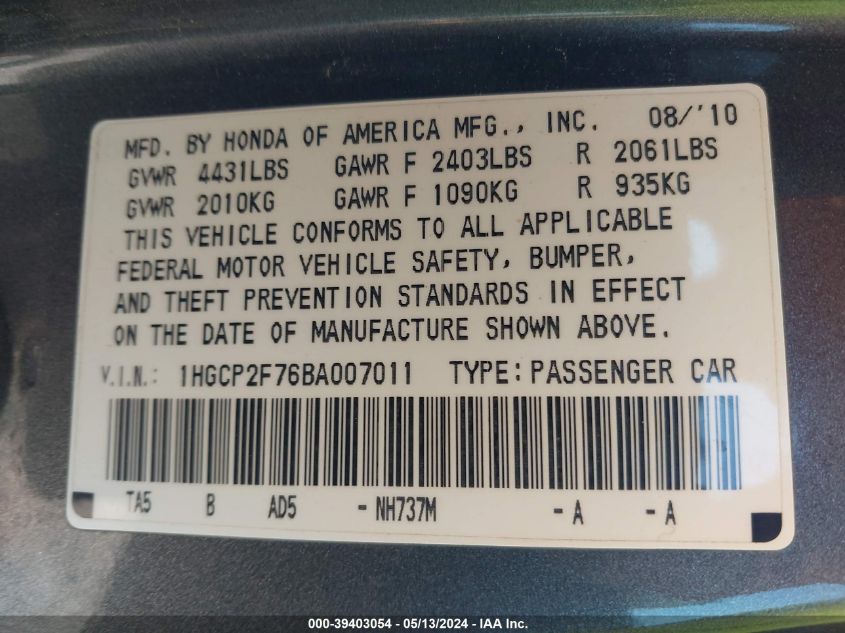 MFD. BY HONDA OF AMERICA MFG., INC. 08/'10
GVWR 4431LBS GAWR F 2403LBS R 2061LBS
GVWR 2010KG GAWR F 1090KG R 935KG
THIS VEHICLE CONFORMS TO ALL APPLICABLE
FEDERAL MOTOR VEHICLE SAFETY, BUMPER,
AND THEFT PREVENTION STANDARDS IN EFFECT
ON THE DATE OF MANUFACTURE SHOWN ABOVE.
V.I.N.: 1HGCP2F76BA007011 TYPE: PASSENGER CAR
TA5 B AD5 -NH737M -A -A
000-39403054 - 05/13/2024 - IAA Inc.